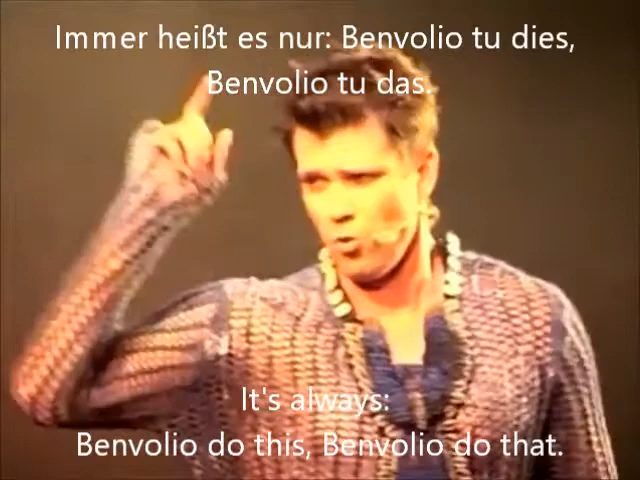 Immer heißt es nur: Benvolio tu dies,
Benvolio tu das.
It's always:
Benvolio do this, Benvolio do that.